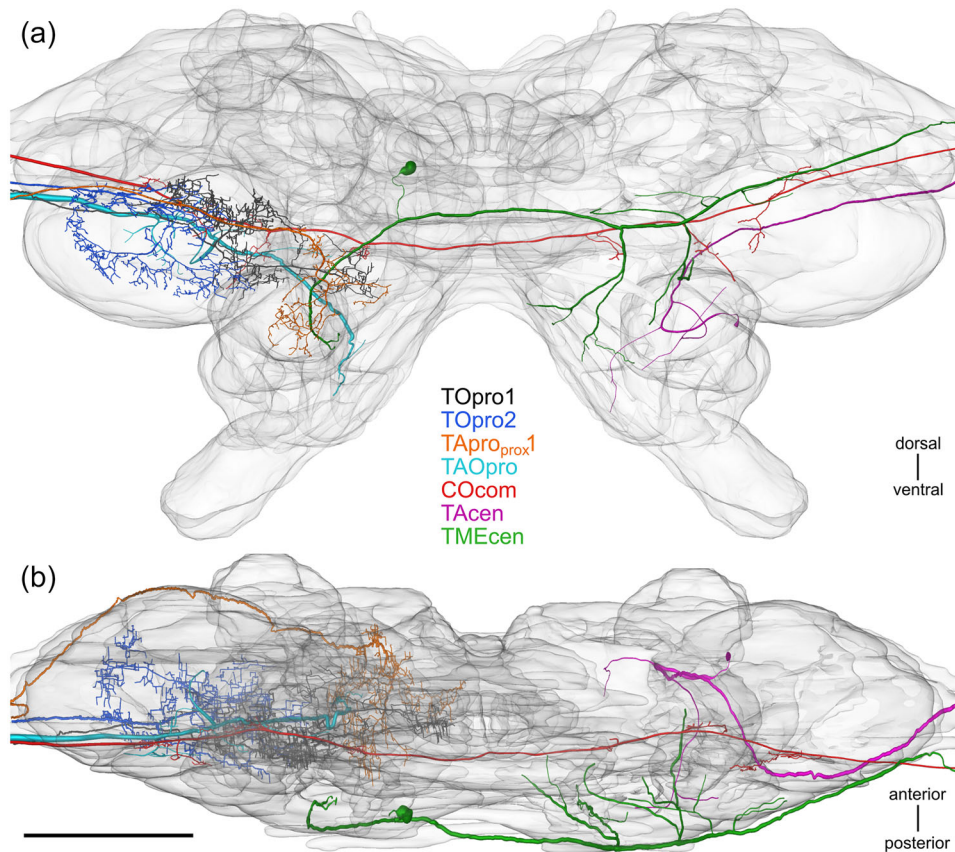 (a)
TOpro1
TOpro2
TAproprox1
TAOpro
COcom
TAcen
TMEcen
dorsal
ventral
(b)
anterior
posterior